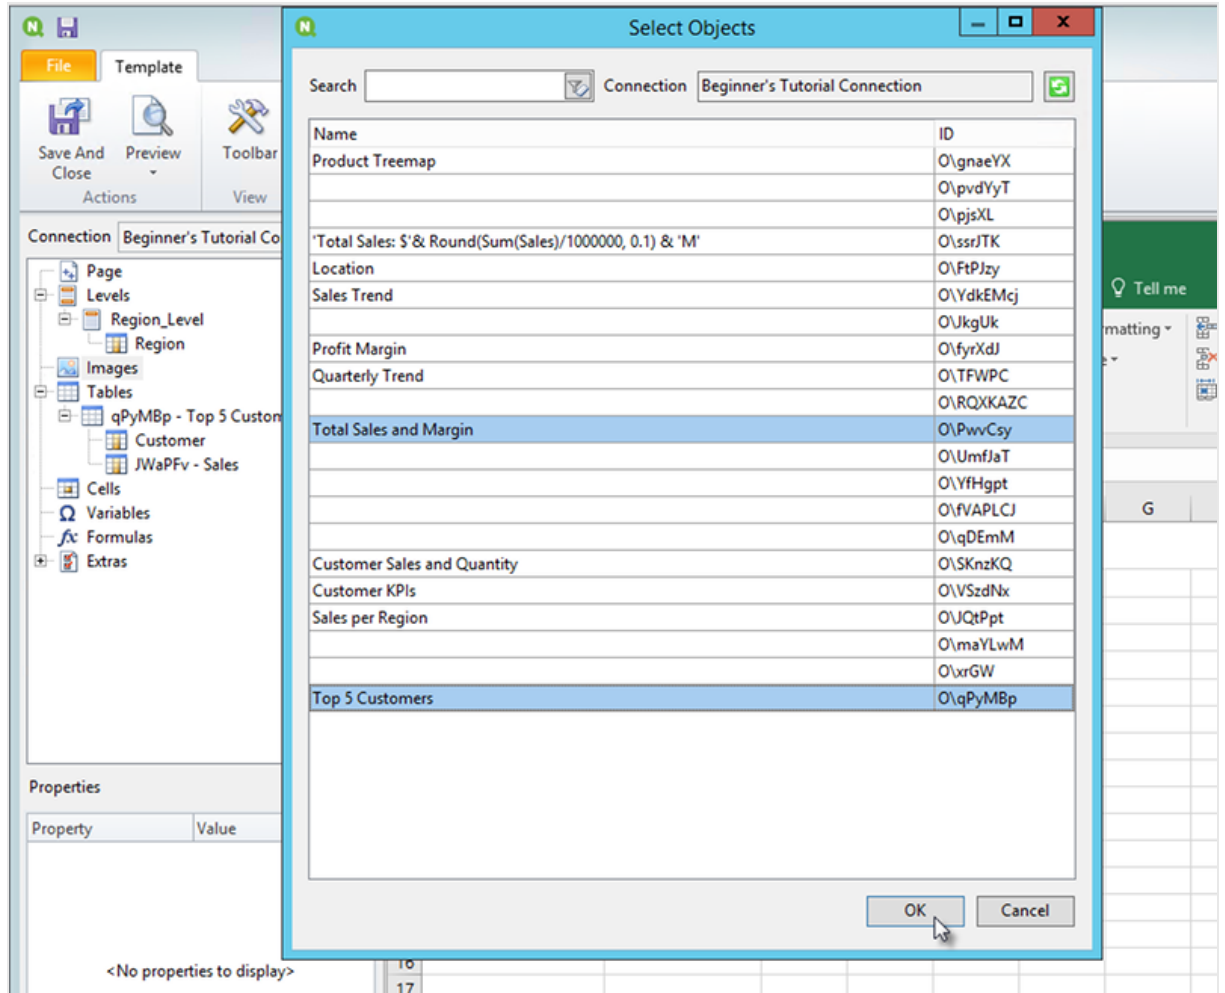 Select Objects
File
Template
Save And Close
Preview
Toolbar
Actions
View
Connection Beginner's Tutorial Co
Page
Levels
Region_Level
Region
Images
Tables
qPyMBp - Top 5 Custom
Customer
JWaPFv - Sales
Cells
Variables
Formulas
Extras
Properties
Property Value
<No properties to display>
Search
Connection Beginner's Tutorial Connection
Name ID
Product Treemap O\gnaeYX
O\pvdYyT
O\pjsXL
'Total Sales: $'& Round(Sum(Sales)/1000000, 0.1) & 'M' O\ssrJTK
Location O\FtPJzy
Sales Trend O\YdkEMcj
O\JkgUk
Profit Margin O\fyrXdJ
Quarterly Trend O\TFWPC
O\RQXKAZC
Total Sales and Margin O\PwvCsy
O\UmfJaT
O\YfHgpt
O\fVAPLCJ
O\qDEmM
Customer Sales and Quantity O\SKnzKQ
Customer KPIs O\VSzdNx
Sales per Region O\JQtPpt
O\maYLwM
O\xrGW
Top 5 Customers O\qPyMBp
OK Cancel
Tell me
rmatting
G
16
17